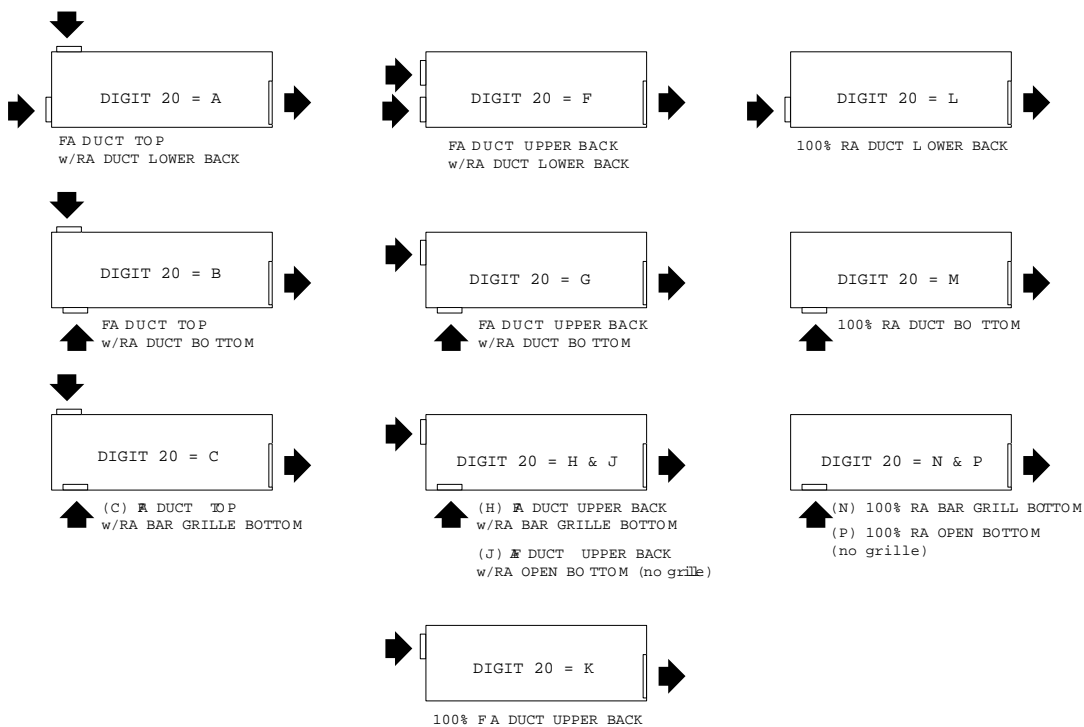 DIGIT 20 = A
FA DUCT TOP
w/RA DUCT LOWER BACK
DIGIT 20 = F
FA DUCT UPPER BACK
w/RA DUCT LOWER BACK
DIGIT 20 = L
100% RA DUCT LOWER BACK
DIGIT 20 = B
FA DUCT TOP
w/RA DUCT BOTTOM
DIGIT 20 = G
FA DUCT UPPER BACK
w/RA DUCT BOTTOM
DIGIT 20 = M
100% RA DUCT BOTTOM
DIGIT 20 = C
(C) FA DUCT TOP
w/RA BAR GRILLE BOTTOM
DIGIT 20 = H & J
(H) FA DUCT UPPER BACK
w/RA BAR GRILLE BOTTOM
(J) FA DUCT UPPER BACK
w/RA OPEN BOTTOM (no grille)
DIGIT 20 = N & P
(N) 100% RA BAR GRILL BOTTOM
(P) 100% RA OPEN BOTTOM
(no grille)
DIGIT 20 = K
100% FA DUCT UPPER BACK